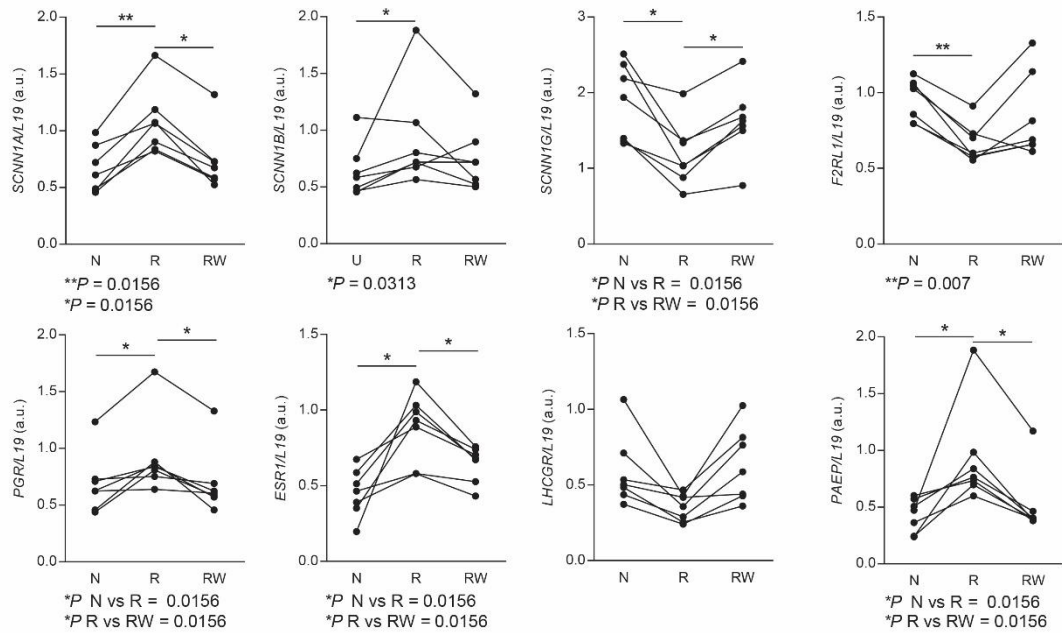 SCNN1A/L19 (a.u.)
2.0
1.5
1.0
0.5
0.0
**
*
N R RW
**P = 0.0156
*P = 0.0156
SCNN1B/L19 (a.u.)
2.0
1.5
1.0
0.5
0.0
*
U R RW
*P = 0.0313
SCNN1G/L19 (a.u.)
3
2
1
0
*
*
N R RW
*P N vs R = 0.0156
*P R vs RW = 0.0156
F2RL1/L19 (a.u.)
1.5
1.0
0.5
0.0
**
N R RW
**P = 0.007
PGR/L19 (a.u.)
2.0
1.5
1.0
0.5
0.0
*
*
N R RW
*P N vs R = 0.0156
*P R vs RW = 0.0156
ESR1/L19 (a.u.)
1.5
1.0
0.5
0.0
*
*
N R RW
*P N vs R = 0.0156
*P R vs RW = 0.0156
LHCGR/L19 (a.u.)
1.5
1.0
0.5
0.0
N R RW
PAEP/L19 (a.u.)
2.0
1.5
1.0
0.5
0.0
*
*
N R RW
*P N vs R = 0.0156
*P R vs RW = 0.0156